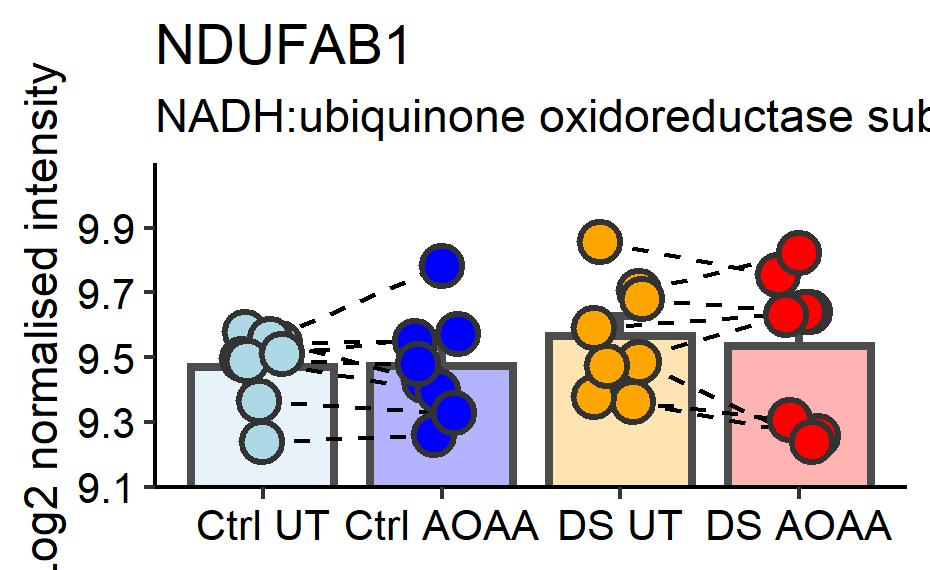 NDUFAB1
NADH:ubiquinone oxidoreductase sub
log2 normalised intensity
9.9
9.7
9.5
9.3
9.1
Ctrl UT Ctrl AOAA DS UT DS AOAA